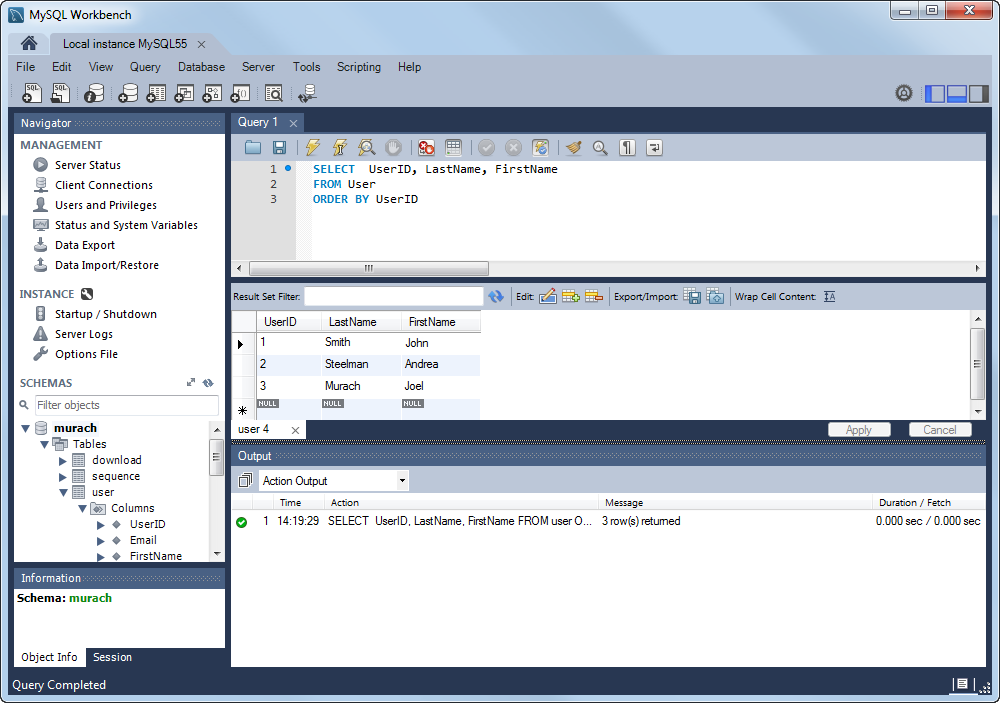 MySQL Workbench
Local instance MySQL55
File Edit View Query Database Server Tools Scripting Help
SQL SQL
Navigator
MANAGEMENT
Server Status
Client Connections
Users and Privileges
Status and System Variables
Data Export
Data Import/Restore
INSTANCE
Startup / Shutdown
Server Logs
Options File
SCHEMAS
Filter objects
murach
Tables
download
sequence
user
Columns
UserID
Email
FirstName
Information
Schema: murach
Object Info Session
Query 1
1 SELECT UserID, LastName, FirstName
2 FROM User
3 ORDER BY UserID
Result Set Filter: Edit: Export/Import: Wrap Cell Content: IA
UserID LastName FirstName
1 Smith John
2 Steelman Andrea
3 Murach Joel
NULL NULL NULL
user 4 Apply Cancel
Output
Action Output
Time Action Message Duration / Fetch
1 14:19:29 SELECT UserID, LastName, FirstName FROM user O... 3 row(s) returned 0.000 sec / 0.000 sec
Query Completed